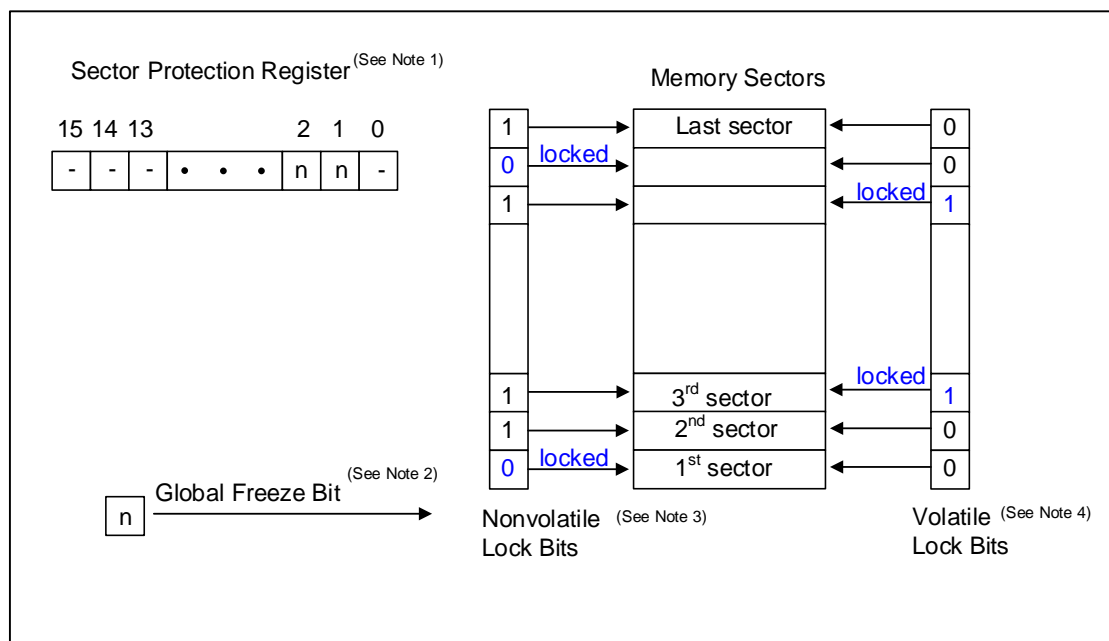 Sector Protection Register (See Note 1)
15 14 13 2 1 0
- - - • • • n n -
Memory Sectors
1 Last sector 0
0 locked 0
1 locked 1
1 3rd sector locked 1
1 2nd sector 0
0 locked 1st sector 0
n Global Freeze Bit (See Note 2)
Nonvolatile (See Note 3)
Lock Bits
Volatile (See Note 4)
Lock Bits